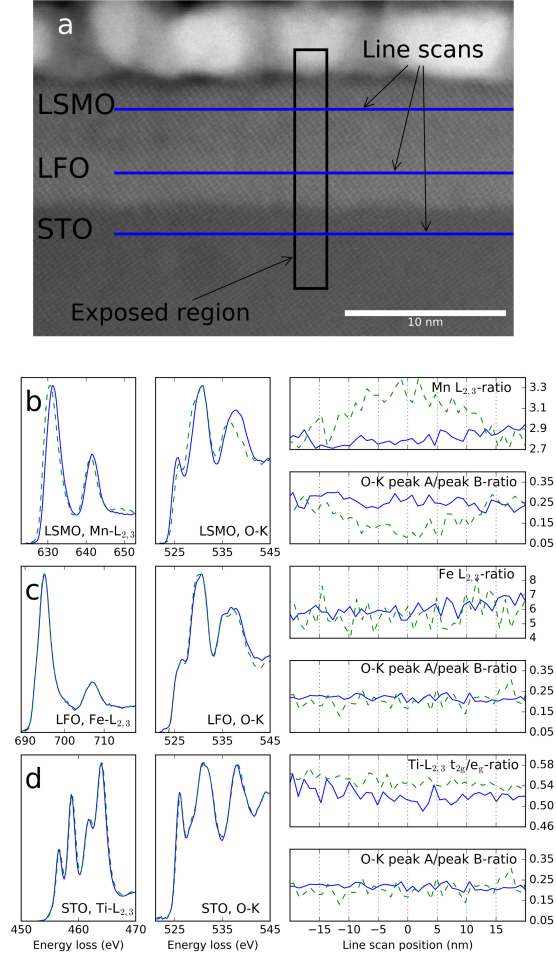 a
Line scans
LSMO
LFO
STO
Exposed region
10 nm
b
LSMO, Mn-L2,3
630 640 650
LSMO, O-K
525 535 545
Mn L2,3-ratio
3.3
3.1
2.9
2.7
O-K peak A/peak B-ratio
0.35
0.25
0.15
0.05
c
LFO, Fe-L2,3
690 700 710
LFO, O-K
525 535 545
Fe L2,3-ratio
8
7
6
5
4
O-K peak A/peak B-ratio
0.35
0.25
0.15
0.05
d
STO, Ti-L2,3
450 460 470
Energy loss (eV)
STO, O-K
525 535 545
Energy loss (eV)
Ti-L2,3 t2g/eg-ratio
0.58
0.54
0.50
0.46
O-K peak A/peak B-ratio
0.35
0.25
0.15
0.05
−15 −10 −5 0 5 10 15
Line scan position (nm)